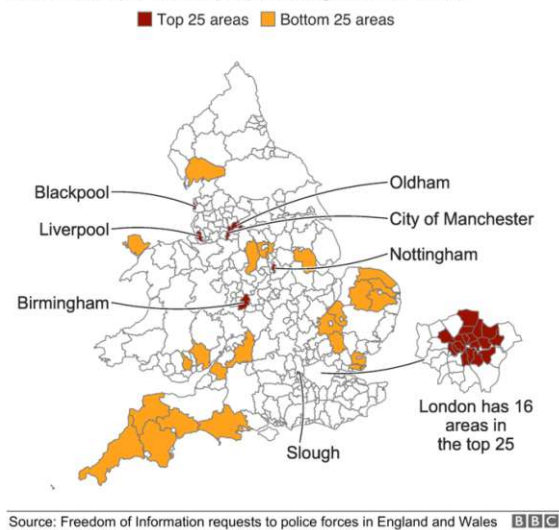 Top 25 areas Bottom 25 areas
Blackpool
Oldham
City of Manchester
Liverpool
Nottingham
Birmingham
London has 16
areas in
the top 25
Slough
Source: Freedom of Information requests to police forces in England and Wales BBC